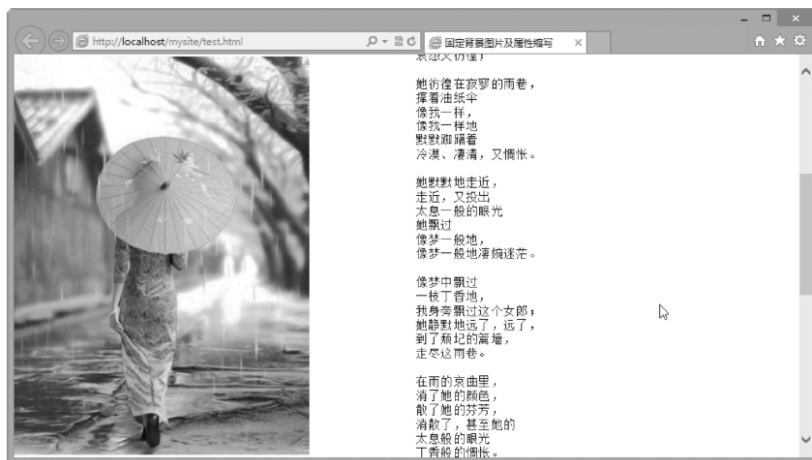 http://localhost/mysite/test.html
固定背景图片及属性缩写
哀怨又彷徨；
她彷徨在寂寥的雨巷，
撑着油纸伞
像我一样，
像我一样地
默默踟蹰着
冷漠、凄清，又惆怅。
她默默地走近，
走近，又投出
太息一般的眼光
她飘过
像梦一般地，
像梦一般地凄婉迷茫。
像梦中飘过
一枝丁香地，
我身旁飘过这个女郎；
她静默地远了，远了，
到了颓圮的篱墙，
走尽这雨巷。
在雨的哀曲里，
消了她的颜色，
散了她的芬芳，
消散了，甚至她的
太息般的眼光
丁香般的惆怅。